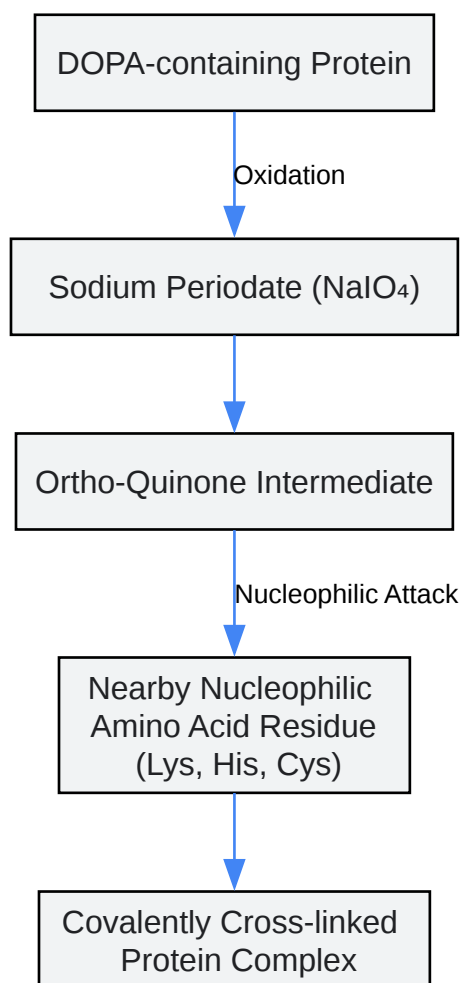 DOPA-containing Protein
Oxidation
Sodium Periodate (NaIO₄)
Ortho-Quinone Intermediate
Nucleophilic Attack
Nearby Nucleophilic
Amino Acid Residue
(Lys, His, Cys)
Covalently Cross-linked
Protein Complex